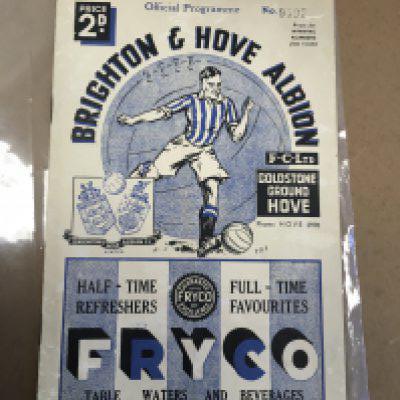 PRICE
2D.
Official Programme No.
BRIGHTON & HOVE ALBION
F·C·LTD
GOLDSTONE
GROUND
HOVE
HALF - TIME
REFRESHERS
FRYCO
FULL - TIME
FAVOURITES
FRYCO
TABLE WATERS AND BEVERAGES